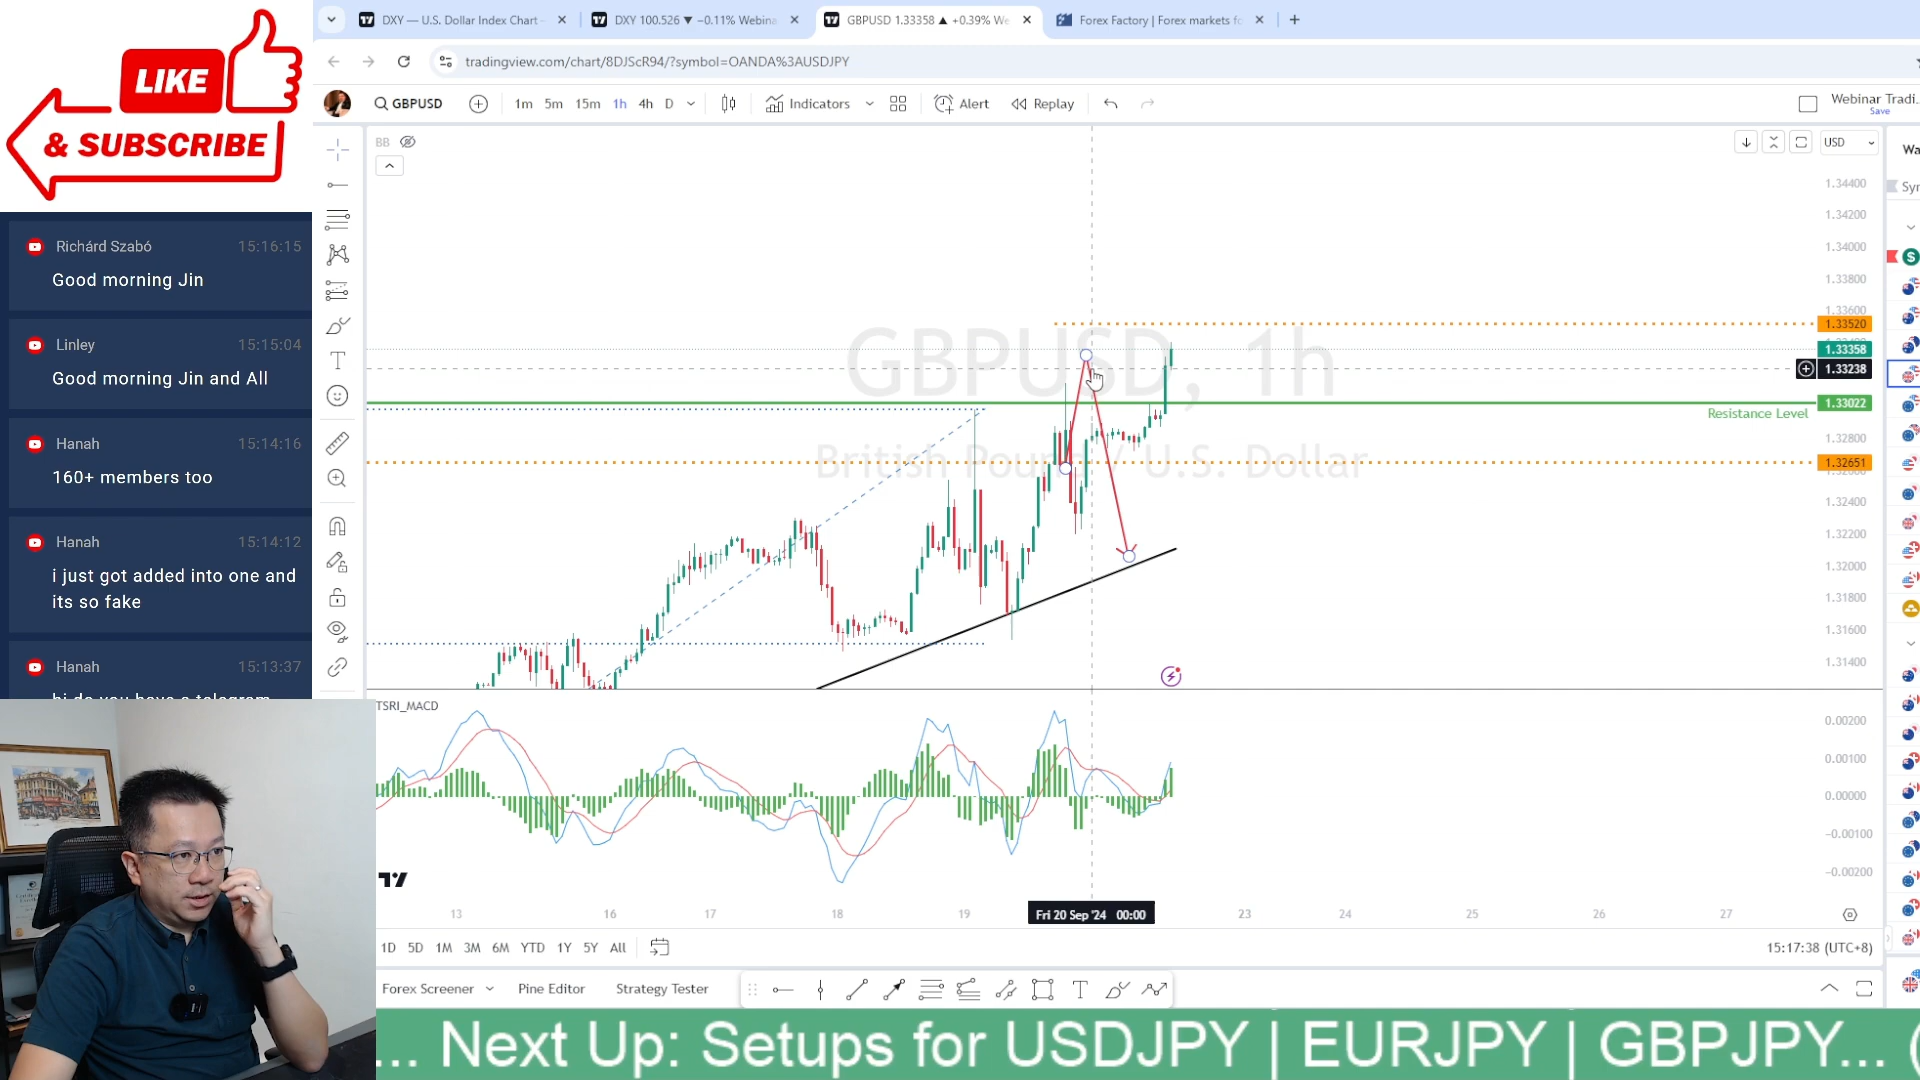 LIKE
& SUBSCRIBE
DXY — U.S. Dollar Index Chart
DXY 100.526 ▼ −0.11% Webina
GBPUSD 1.33358 ▲ +0.39% We
Forex Factory | Forex markets fo
tradingview.com/chart/8DJScR94/?symbol=OANDA%3AUSDJPY
GBPUSD
1m 5m 15m 1h 4h D
Indicators
Alert
Replay
Webinar Tradi...
Save
BB
USD
Wa
Syr
Richárd Szabó 15:16:15
Good morning Jin
Linley 15:15:04
Good morning Jin and All
Hanah 15:14:16
160+ members too
Hanah 15:14:12
i just got added into one and
its so fake
Hanah 15:13:37
hi do you have a telegram
GBPUSD, 1h
British Pound / U.S. Dollar
Resistance Level
1.34400
1.34200
1.34000
1.33800
1.33600
1.33520
1.33358
1.33238
1.33022
1.32800
1.32651
1.32400
1.32200
1.32000
1.31800
1.31600
1.31400
TSRI_MACD
0.00200
0.00100
0.00000
−0.00100
−0.00200
13 16 17 18 19 Fri 20 Sep '24 00:00 23 24 25 26 27
1D 5D 1M 3M 6M YTD 1Y 5Y All
15:17:38 (UTC+8)
Forex Screener
Pine Editor
Strategy Tester
... Next Up: Setups for USDJPY | EURJPY | GBPJPY... (